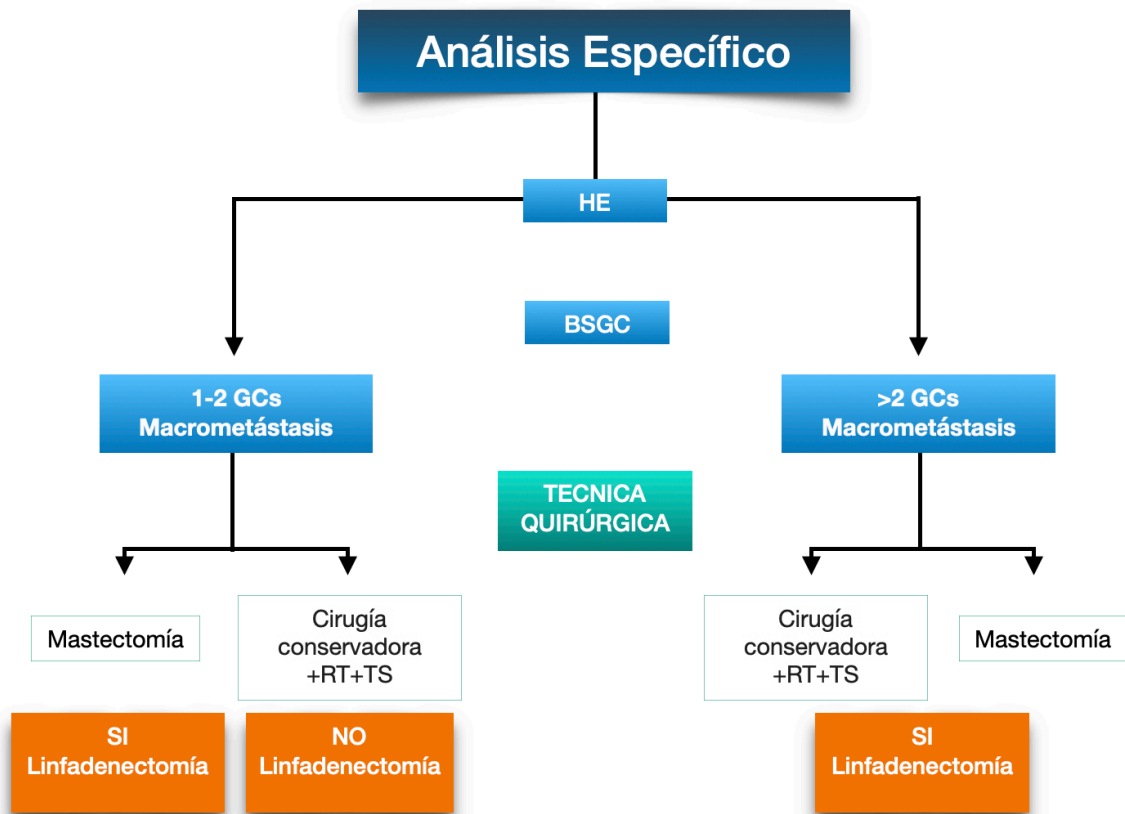 Análisis Específico
HE
BSGC
1-2 GCs
Macrometástasis
>2 GCs
Macrometástasis
TECNICA
QUIRÚRGICA
Mastectomía
Cirugía
conservadora
+RT+TS
Cirugía
conservadora
+RT+TS
Mastectomía
SI
Linfadenectomía
NO
Linfadenectomía
SI
Linfadenectomía